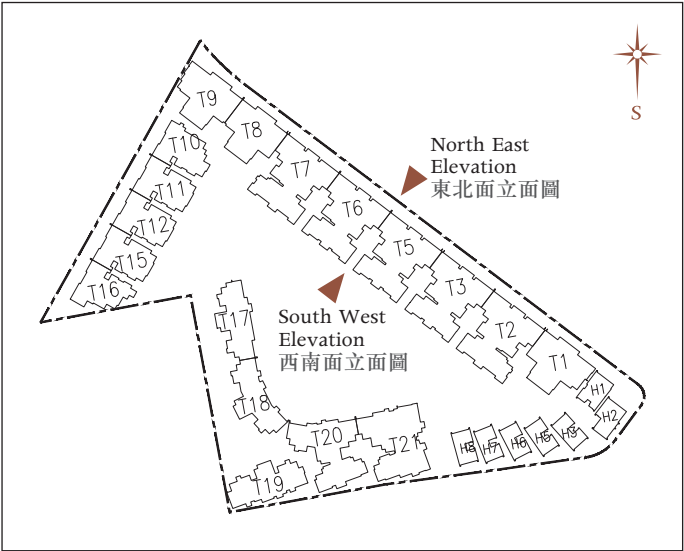 S
North East
Elevation
東北面立面圖
South West
Elevation
西南面立面圖
T9
T8
T7
T6
T5
T3
T2
T1
T10
T11
T12
T15
T16
T17
T18
T19
T20
T21
H1
H2
H3
H5
H6
H7
H8